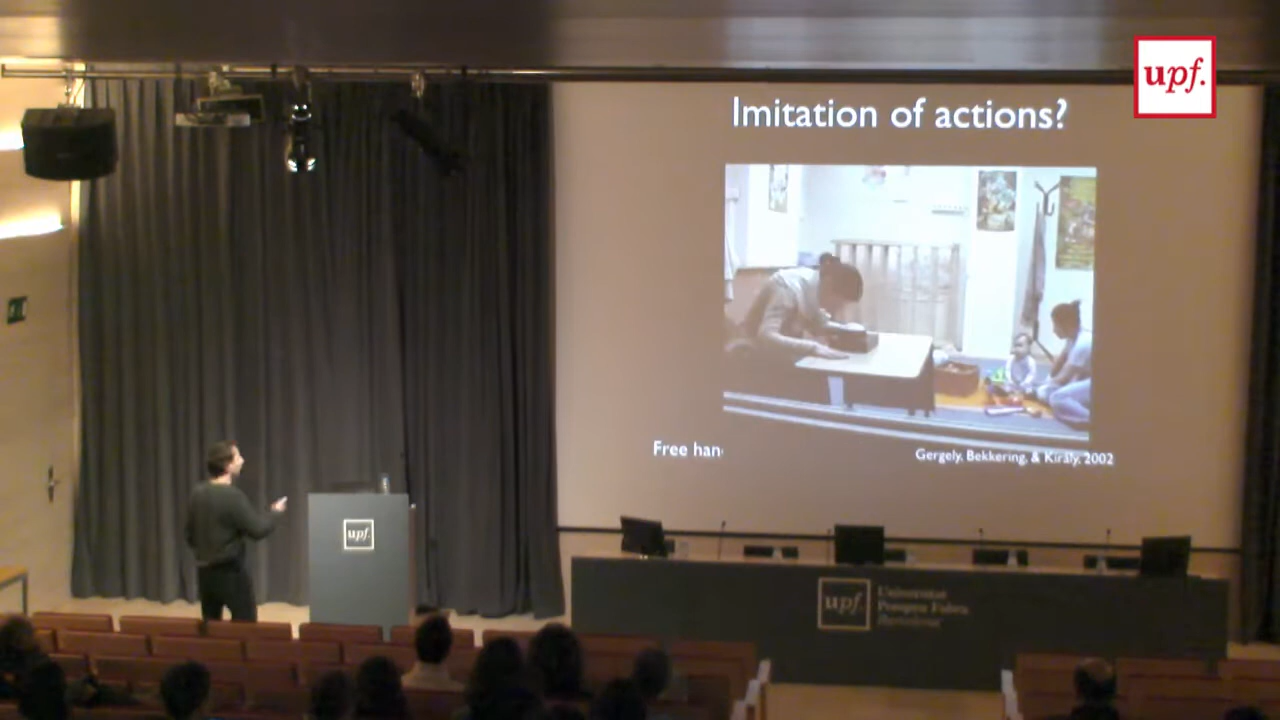 upf.
Imitation of actions?
Free han
Gergely, Bekkering, & Király, 2002
upf.
upf.
Universitat
Pompeu Fabra
Barcelona